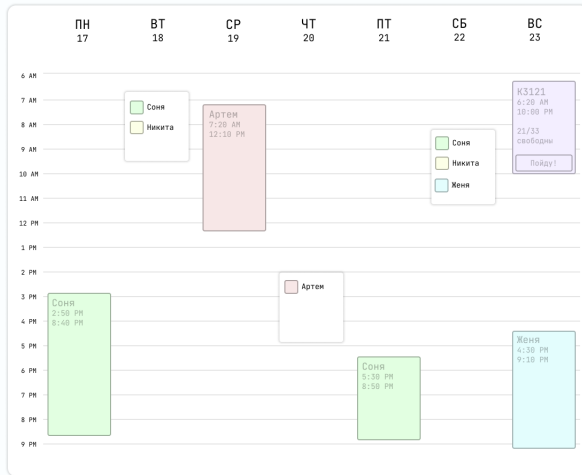 ПН
17
ВТ
18
СР
19
ЧТ
20
ПТ
21
СБ
22
ВС
23
6 AM
7 AM
8 AM
9 AM
10 AM
11 AM
12 PM
1 PM
2 PM
3 PM
4 PM
5 PM
6 PM
7 PM
8 PM
9 PM
Соня
2:50 PM
8:40 PM
Соня
Никита
Артем
7:20 AM
12:10 PM
Артем
Соня
5:30 PM
8:50 PM
Соня
Никита
Женя
К3121
6:20 AM
10:00 PM
21/33
свободны
Пойду!
Женя
4:30 PM
9:10 PM